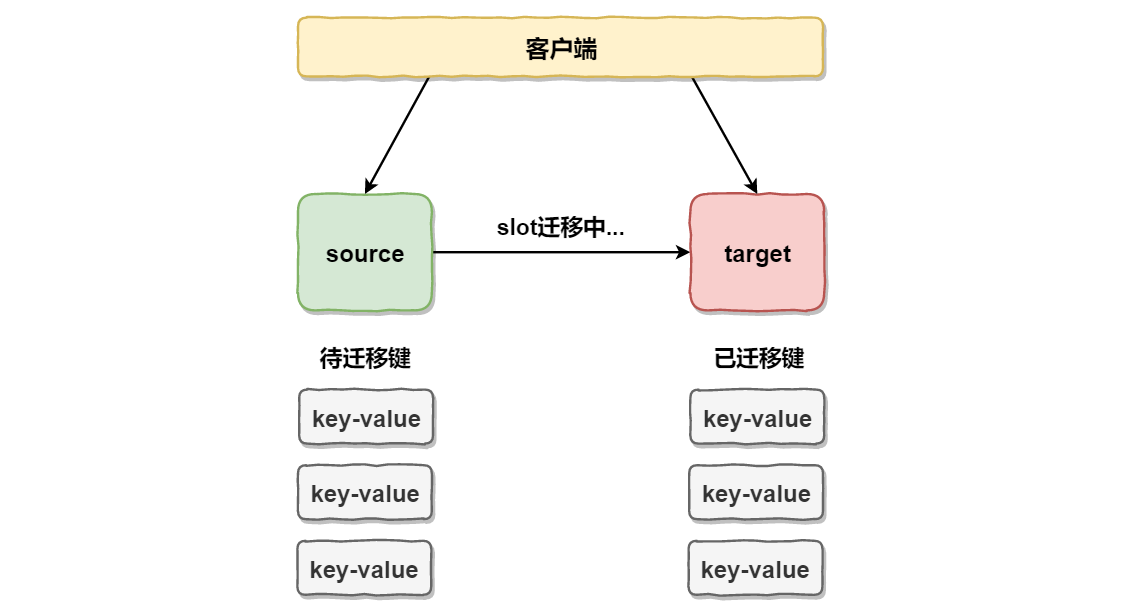 客户端
slot迁移中...
source
target
待迁移键
已迁移键
key-value
key-value
key-value
key-value
key-value
key-value